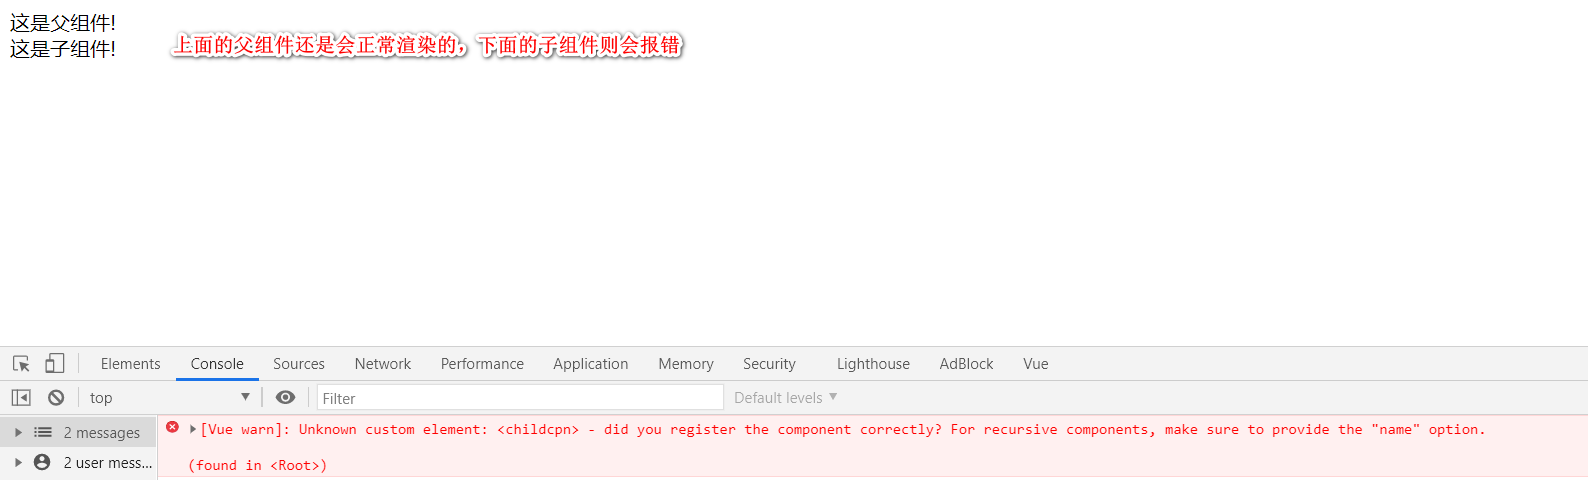 这是父组件!
这是子组件!
上面的父组件还是会正常渲染的，下面的子组件则会报错
Elements Console Sources Network Performance Application Memory Security Lighthouse AdBlock Vue
top Filter Default levels
2 messages
[Vue warn]: Unknown custom element: <childcpn> - did you register the component correctly? For recursive components, make sure to provide the "name" option.
2 user mess...
(found in <Root>)